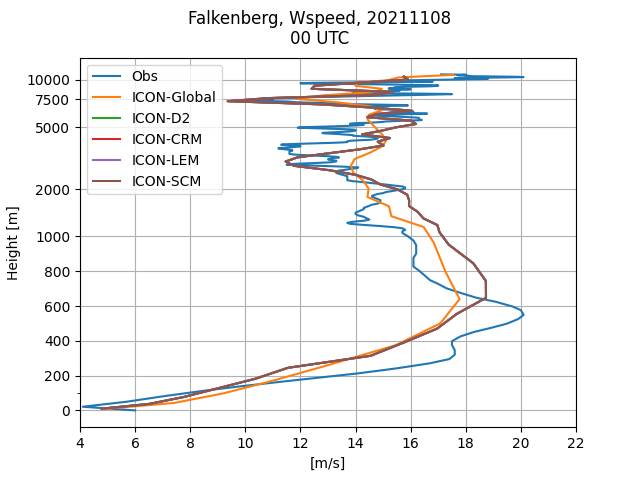 Falkenberg, Wspeed, 20211108
00 UTC
Obs
ICON-Global
ICON-D2
ICON-CRM
ICON-LEM
ICON-SCM
Height [m]
10000
7500
5000
2000
1000
800
600
400
200
0
4 6 8 10 12 14 16 18 20 22
[m/s]